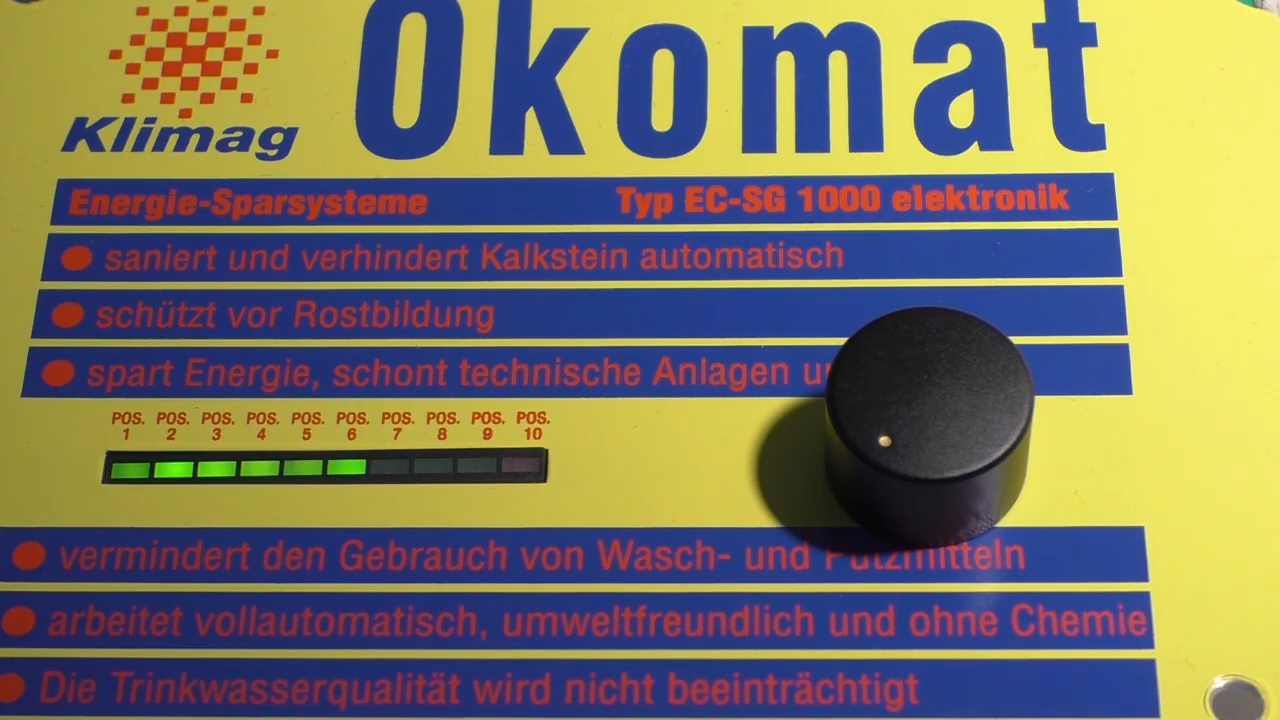 Okomat
Klimag
Energie-Sparsysteme Typ EC-SG 1000 elektronik
saniert und verhindert Kalkstein automatisch
schützt vor Rostbildung
spart Energie, schont technische Anlagen
POS. POS. POS. POS. POS. POS. POS. POS. POS. POS.
1 2 3 4 5 6 7 8 9 10
vermindert den Gebrauch von Wasch- und Putzmitteln
arbeitet vollautomatisch, umweltfreundlich und ohne Chemie
Die Trinkwasserqualität wird nicht beeinträchtigt